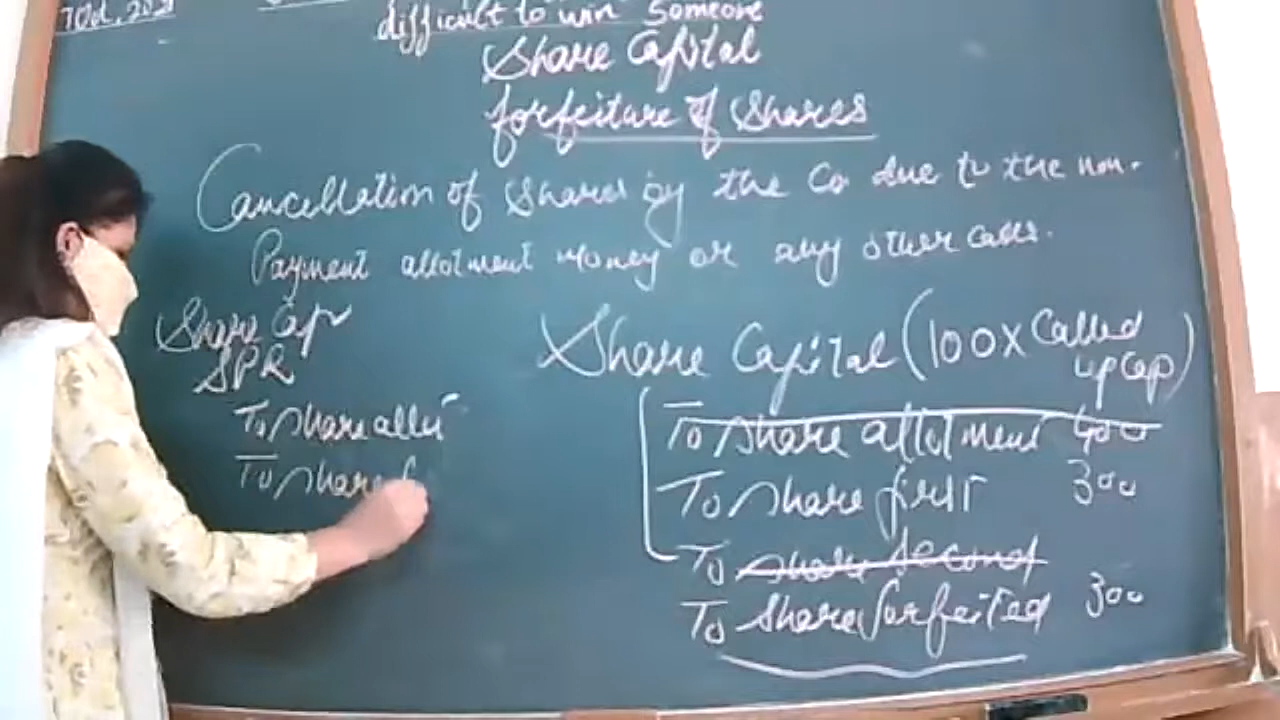 7 Oct, 2021
difficult to win someone
Share Capital
forfeiture of Shares
Cancellation of Shares by the Co due to the non-
Payment allotment money or any other calls.
Share Cap
SPR
To share allot
To share f
Share Capital (100x Called
up cap)
To share allotment 400
To share first 300
To share second
To share forfeited 300